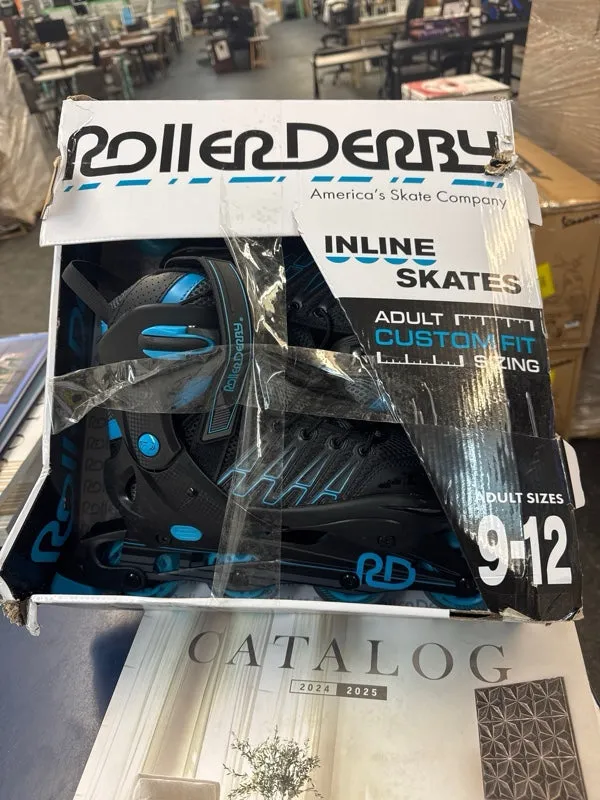 RollerDerby
America's Skate Company
INLINE
SKATES
ADULT
CUSTOM FIT
SIZING
ROLLERDERBY
Roller
RD
ADULT SIZES
9-12
CATALOG
2024 2025